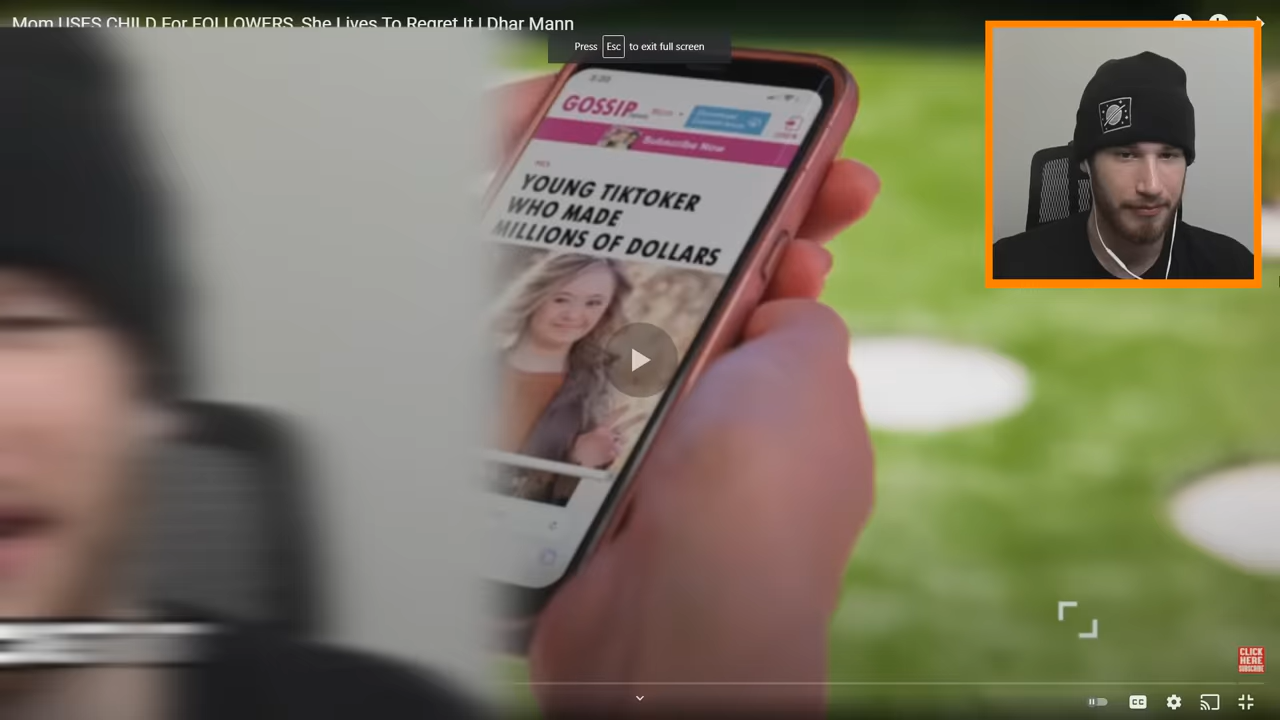 Mom USES CHILD For FOLLOWERS, She Lives To Regret It | Dhar Mann
Press Esc to exit full screen
GOSSIP
Subscribe Now
YOUNG TIKTOKER
WHO MADE
MILLIONS OF DOLLARS
CLICK
HERE
SUBSCRIBE
CC